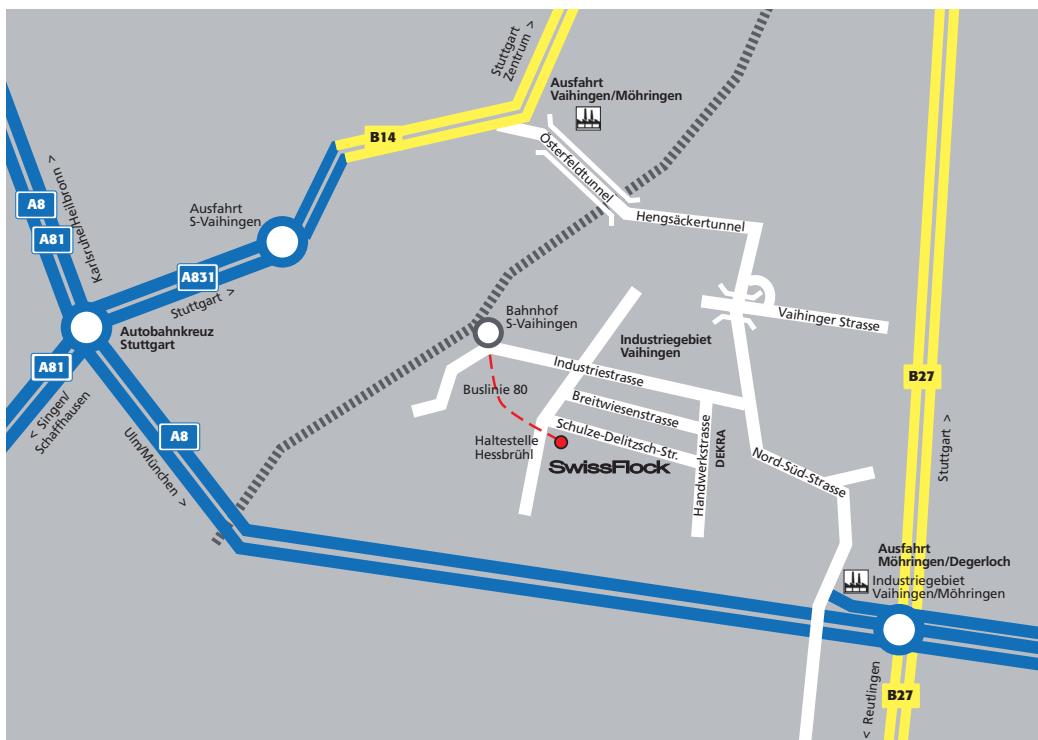 Stuttgart >
Zentrum >
Ausfahrt
Vaihingen/Möhringen
B14
Österfeldtunnel
Karlsruhe/Heilbronn >
A8
A81
Ausfahrt
S-Vaihingen
Hengsäckertunnel
A831
Stuttgart >
Autobahnkreuz
Stuttgart
Bahnhof
S-Vaihingen
Vaihinger Strasse
Industriegebiet
Vaihingen
A81
< Singen/
Schaffhausen
Industriestrasse
B27
Buslinie 80
Breitwiesenstrasse
Ulm/München >
A8
Haltestelle
Hessbrühl
Schulze-Delitzsch-Str.
SwissFlock
Handwerkstrasse
DEKRA
Nord-Süd-Strasse
Stuttgart >
Ausfahrt
Möhringen/Degerloch
Industriegebiet
Vaihingen/Möhringen
< Reutlingen
B27